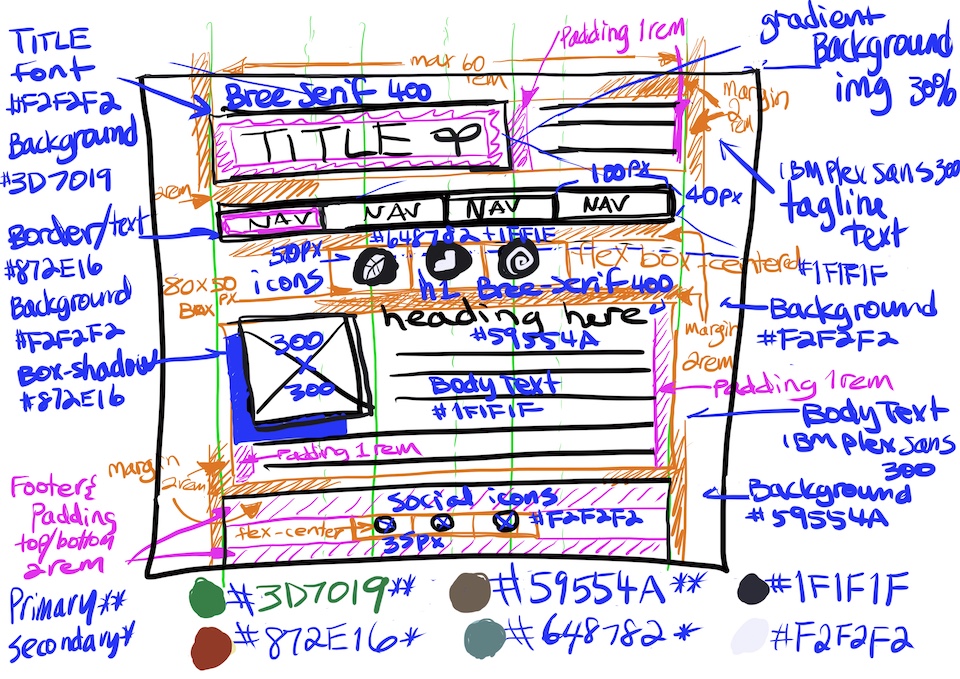 TITLE
font
#F2F2F2
Background
#3D7019
Border/text
#872E16
Background
#F2F2F2
Box-shadow
#872E16
max 60
rem
Padding 1rem
gradient
Background
img 30%
Bree Serif 400
TITLE
margin
2rem
IBM Plex Sans 300
tagline
text
#1F1F1F
2rem
100px
40px
NAV
NAV
NAV
NAV
#648782 + 1F1F1F
50px
icons
80x50
px
Box
flex box-centered
h1 Bree-Serif 400
heading here
#59554A
Background
#F2F2F2
margin
2rem
300
300
Body Text
#1F1F1F
Padding 1rem
Padding 1rem
Body Text
IBM Plex Sans
300
margin
2rem
Background
#59554A
Footer{
Padding
top/bottom
2rem
Social icons
#F2F2F2
flex-center
35px
Primary**
Secondary*
#3D7019**
#59554A**
#1F1F1F
#872E16*
#648782*
#F2F2F2